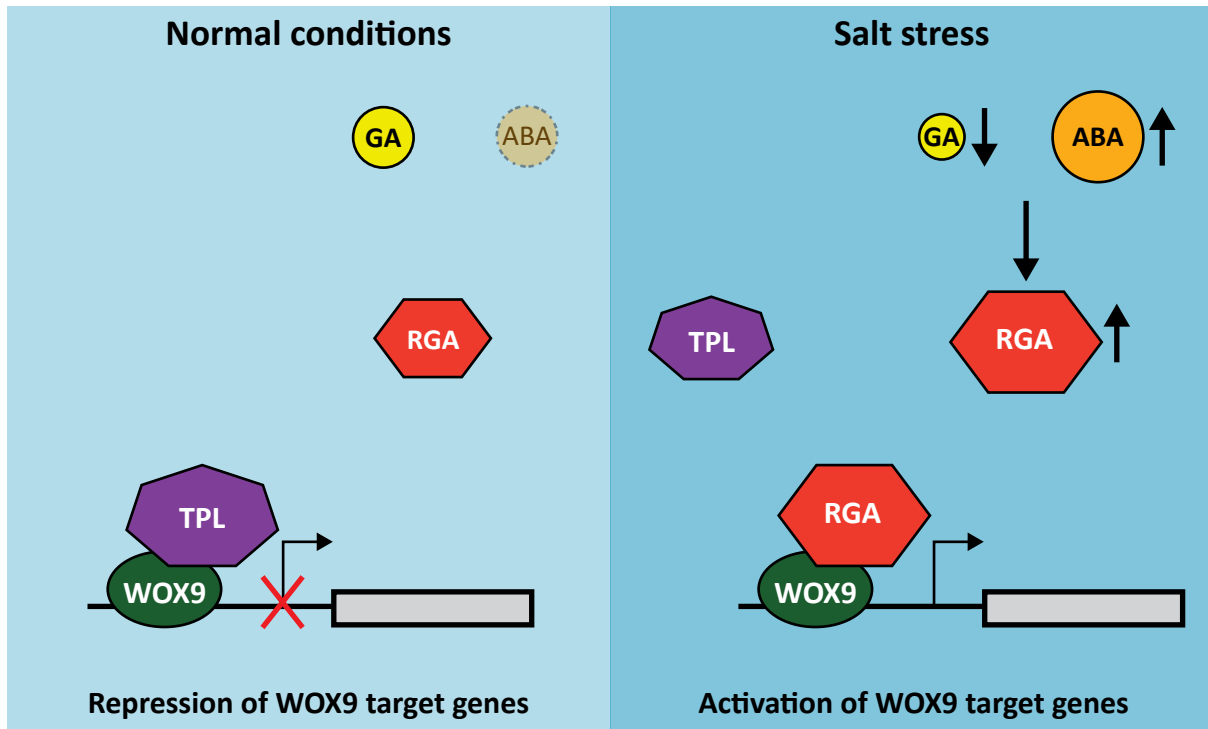 Normal conditions
GA
ABA
RGA
TPL
WOX9
Repression of WOX9 target genes
Salt stress
GA
ABA
TPL
RGA
RGA
WOX9
Activation of WOX9 target genes